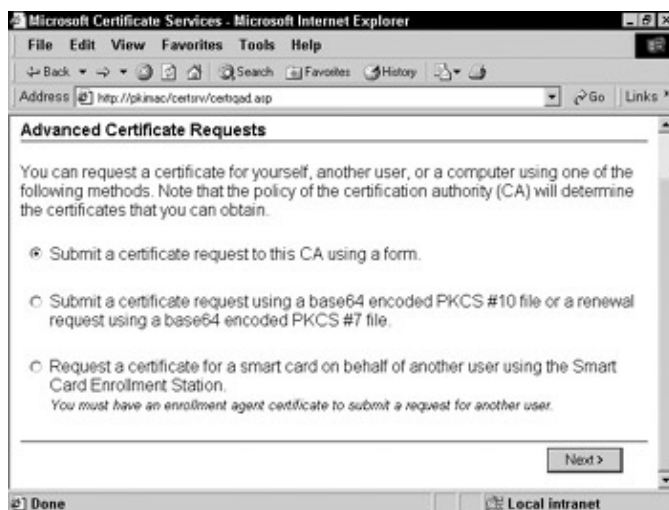 Microsoft Certificate Services - Microsoft Internet Explorer
File Edit View Favorites Tools Help
Back Search Favorites History
Address http://pkimac/certsrv/certqad.asp Go Links
Advanced Certificate Requests
You can request a certificate for yourself, another user, or a computer using one of the
following methods. Note that the policy of the certification authority (CA) will determine
the certificates that you can obtain.
Submit a certificate request to this CA using a form.
Submit a certificate request using a base64 encoded PKCS #10 file or a renewal
request using a base64 encoded PKCS #7 file.
Request a certificate for a smart card on behalf of another user using the Smart
Card Enrollment Station.
You must have an enrollment agent certificate to submit a request for another user.
Next >
Done Local intranet